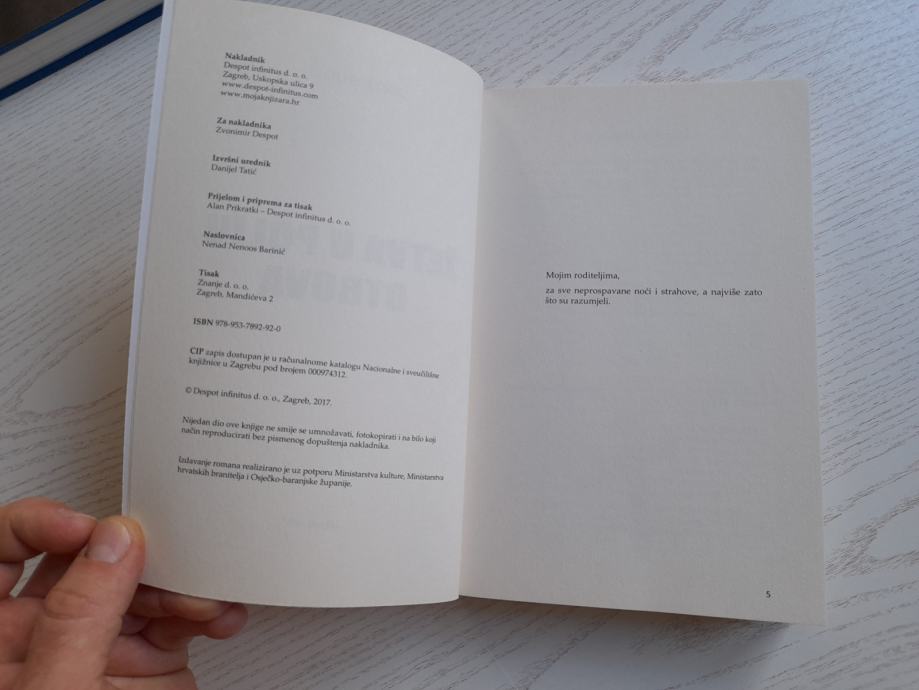 Nakladnik
Despot infinitus d. o. o.
Zagreb, Uskopska ulica 9
www.despot-infinitus.com
www.mojaknjizara.hr
Za nakladnika
Zvonimir Despot
Izvršni urednik
Danijel Tatić
Prijelom i priprema za tisak
Alan Prikratki – Despot infinitus d. o. o.
Naslovnica
Nenad Nenoos Barinić
Tisak
Znanje d. o. o.
Zagreb, Mandićeva 2
ISBN 978-953-7892-92-0
CIP zapis dostupan je u računalnome katalogu Nacionalne i sveučilišne
knjižnice u Zagrebu pod brojem 000974312.
© Despot infinitus d. o. o., Zagreb, 2017.
Nijedan dio ove knjige ne smije se umnožavati, fotokopirati i na bilo koji
način reproducirati bez pismenog dopuštenja nakladnika.
Izdavanje romana realizirano je uz potporu Ministarstva kulture, Ministarstva
hrvatskih branitelja i Osječko-baranjske županije.
Mojim roditeljima,
za sve neprospavane noći i strahove, a najviše zato
što su razumjeli.
5